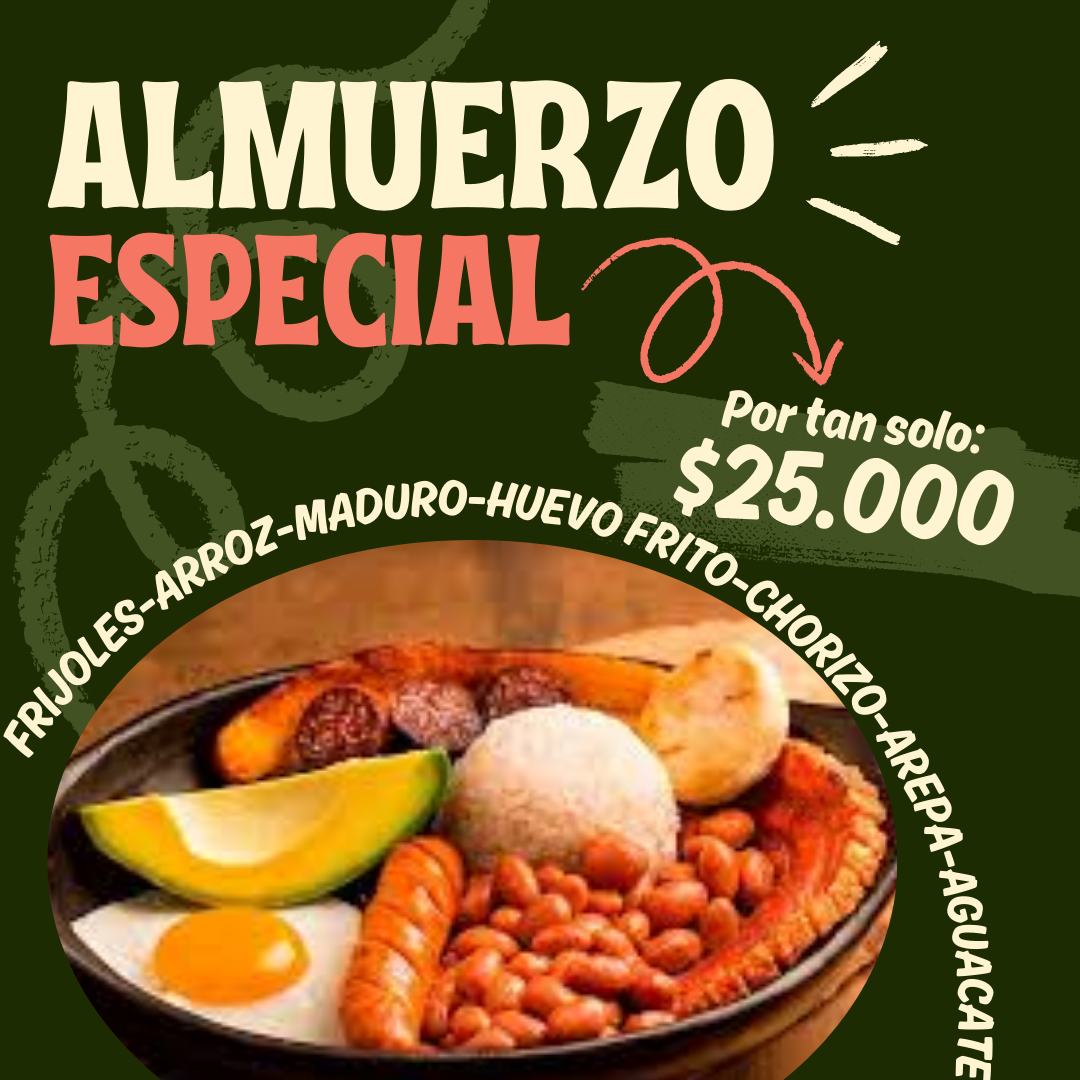 ALMUERZO
ESPECIAL
Por tan solo:
$25.000
FRIJOLES-ARROZ-MADURO-HUEVO FRITO-CHORIZO-AREPA-AGUACATE